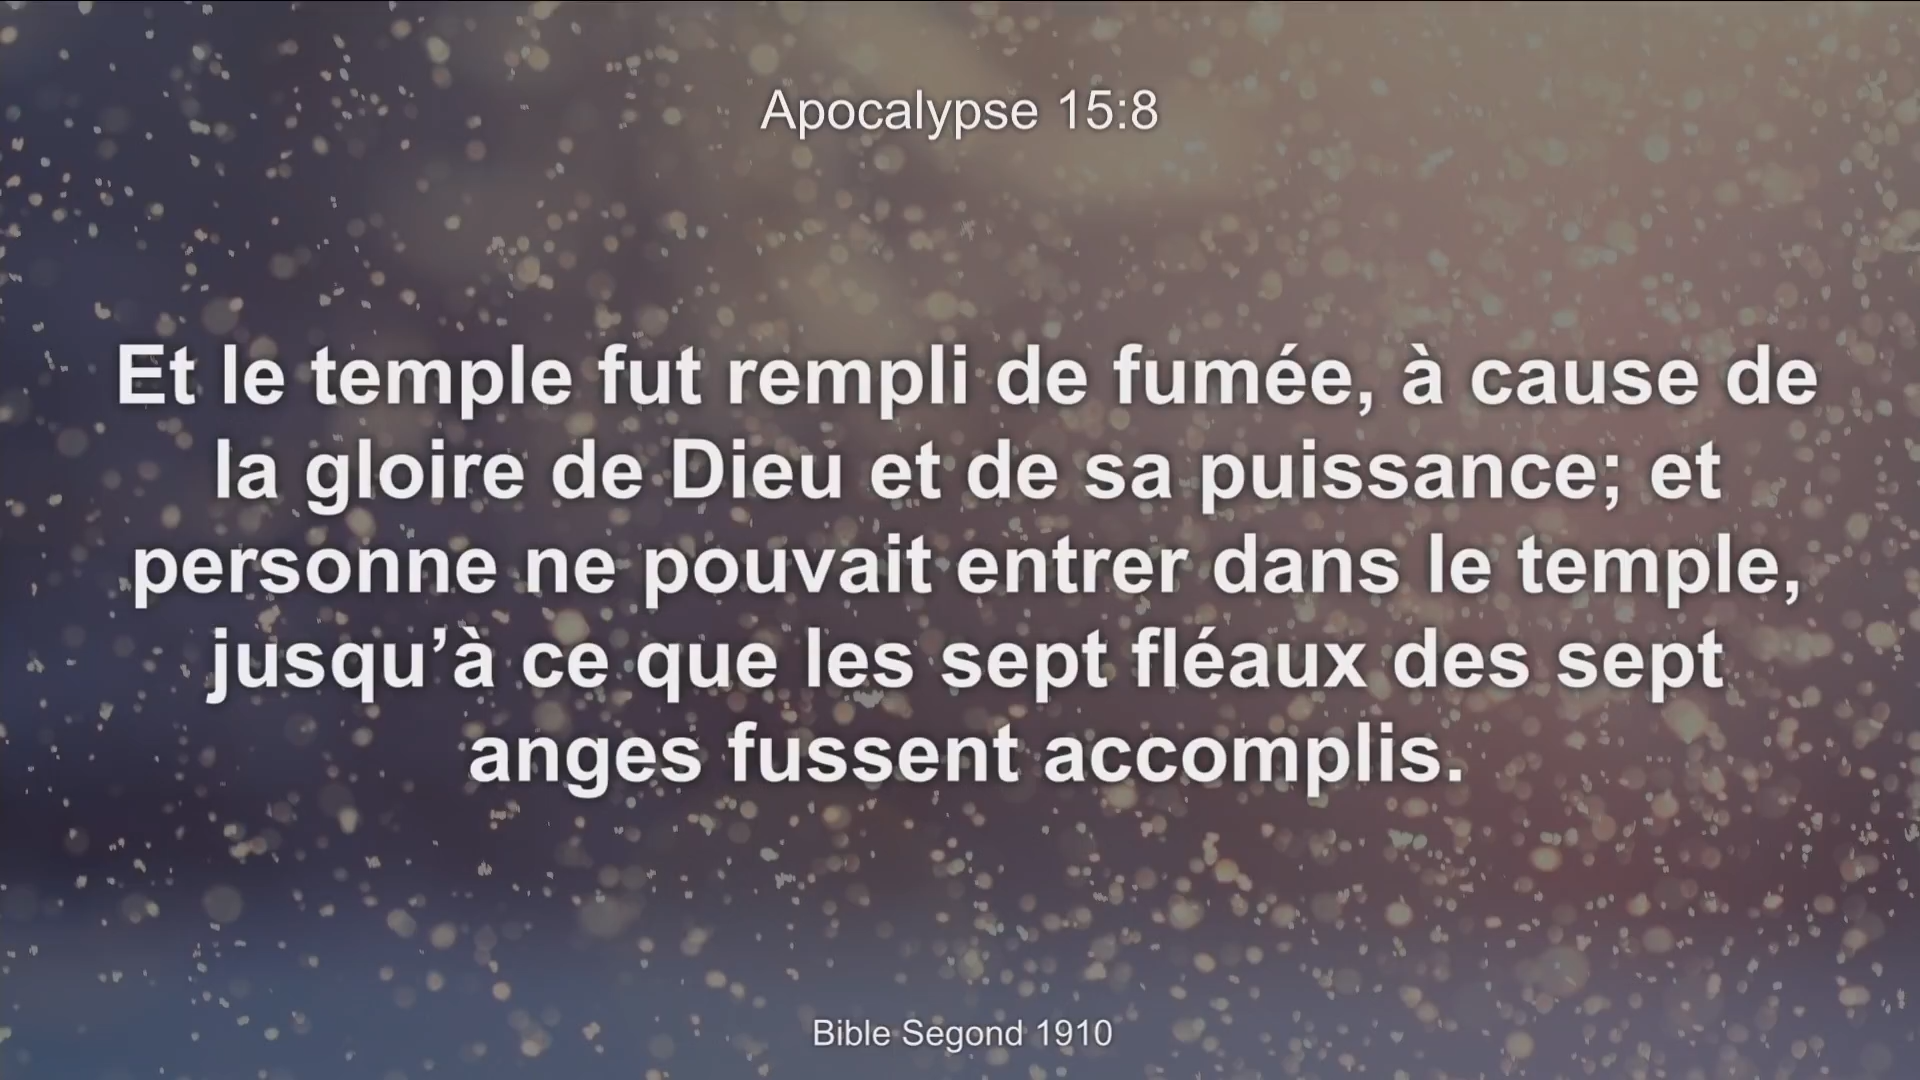 Apocalypse 15:8
Et le temple fut rempli de fumée, à cause de
la gloire de Dieu et de sa puissance; et
personne ne pouvait entrer dans le temple,
jusqu’à ce que les sept fléaux des sept
anges fussent accomplis.
Bible Segond 1910